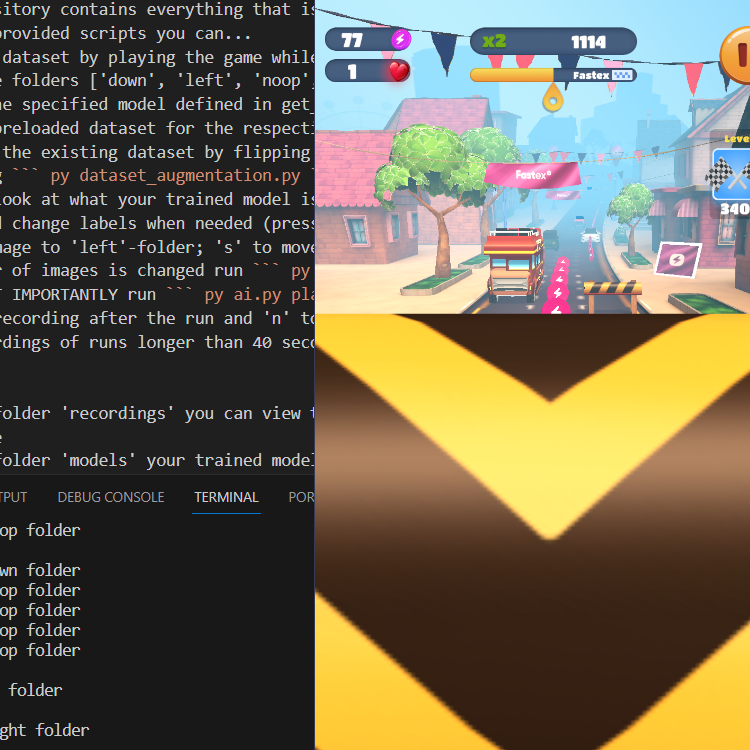 sitory contains everything that is
provided scripts you can...
dataset by playing the game while
e folders ['down', 'left', 'noop'
he specified model defined in get_
preloaded dataset for the respecti
the existing dataset by flipping
g ``` py dataset_augmentation.py
look at what your trained model is
d change labels when needed (press
mage to 'left'-folder; 's' to move
r of images is changed run ``` py
T IMPORTANTLY run ``` py ai.py pla
recording after the run and 'n' to
rdings of runs longer than 40 seco
folder 'recordings' you can view t
e
folder 'models' your trained model
TPUT DEBUG CONSOLE TERMINAL POR
op folder
wn folder
op folder
op folder
op folder
op folder
folder
ght folder
77
1
x2 1114
Fastex
Fastex
Leve
340